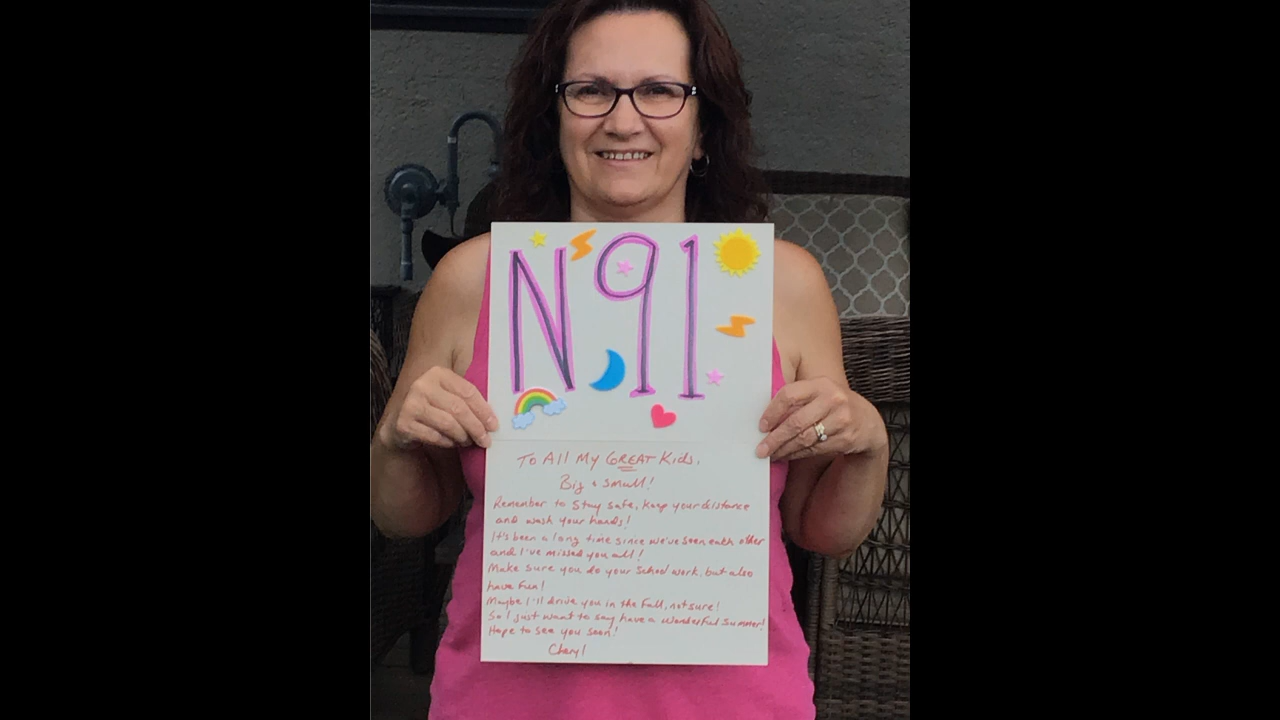 N91
To All My GREAT Kids,
Big & small!
Remember to Stay safe, keep your distance
and wash your hands!
It's been a long time since we've seen each other
and I've missed you all!
Make sure you do your School work, but also
have Fun!
Maybe I'll drive you in the Fall, not sure!
So I just want to say have a wonderful Summer!
Hope to see you soon!
Cheryl